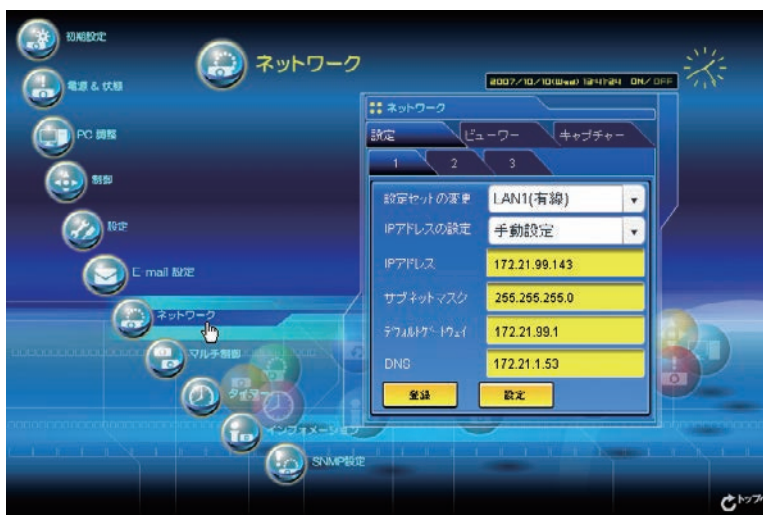 初期設定
電源 & 状態
PC 調整
制御
設定
E mail 設定
ネットワーク
マルチ制御
タイマー
インフォメーション
SNMP設定
ネットワーク
2007/10/10(Wed) 12:41:24 ON/OFF
ネットワーク
設定 ビューワー キャプチャー
1 2 3
設定セットの変更 LAN1(有線)
IPアドレスの設定 手動設定
IPアドレス 172.21.99.143
サブネットマスク 255.255.255.0
デフォルトゲートウェイ 172.21.99.1
DNS 172.21.1.53
登録 設定
トップ